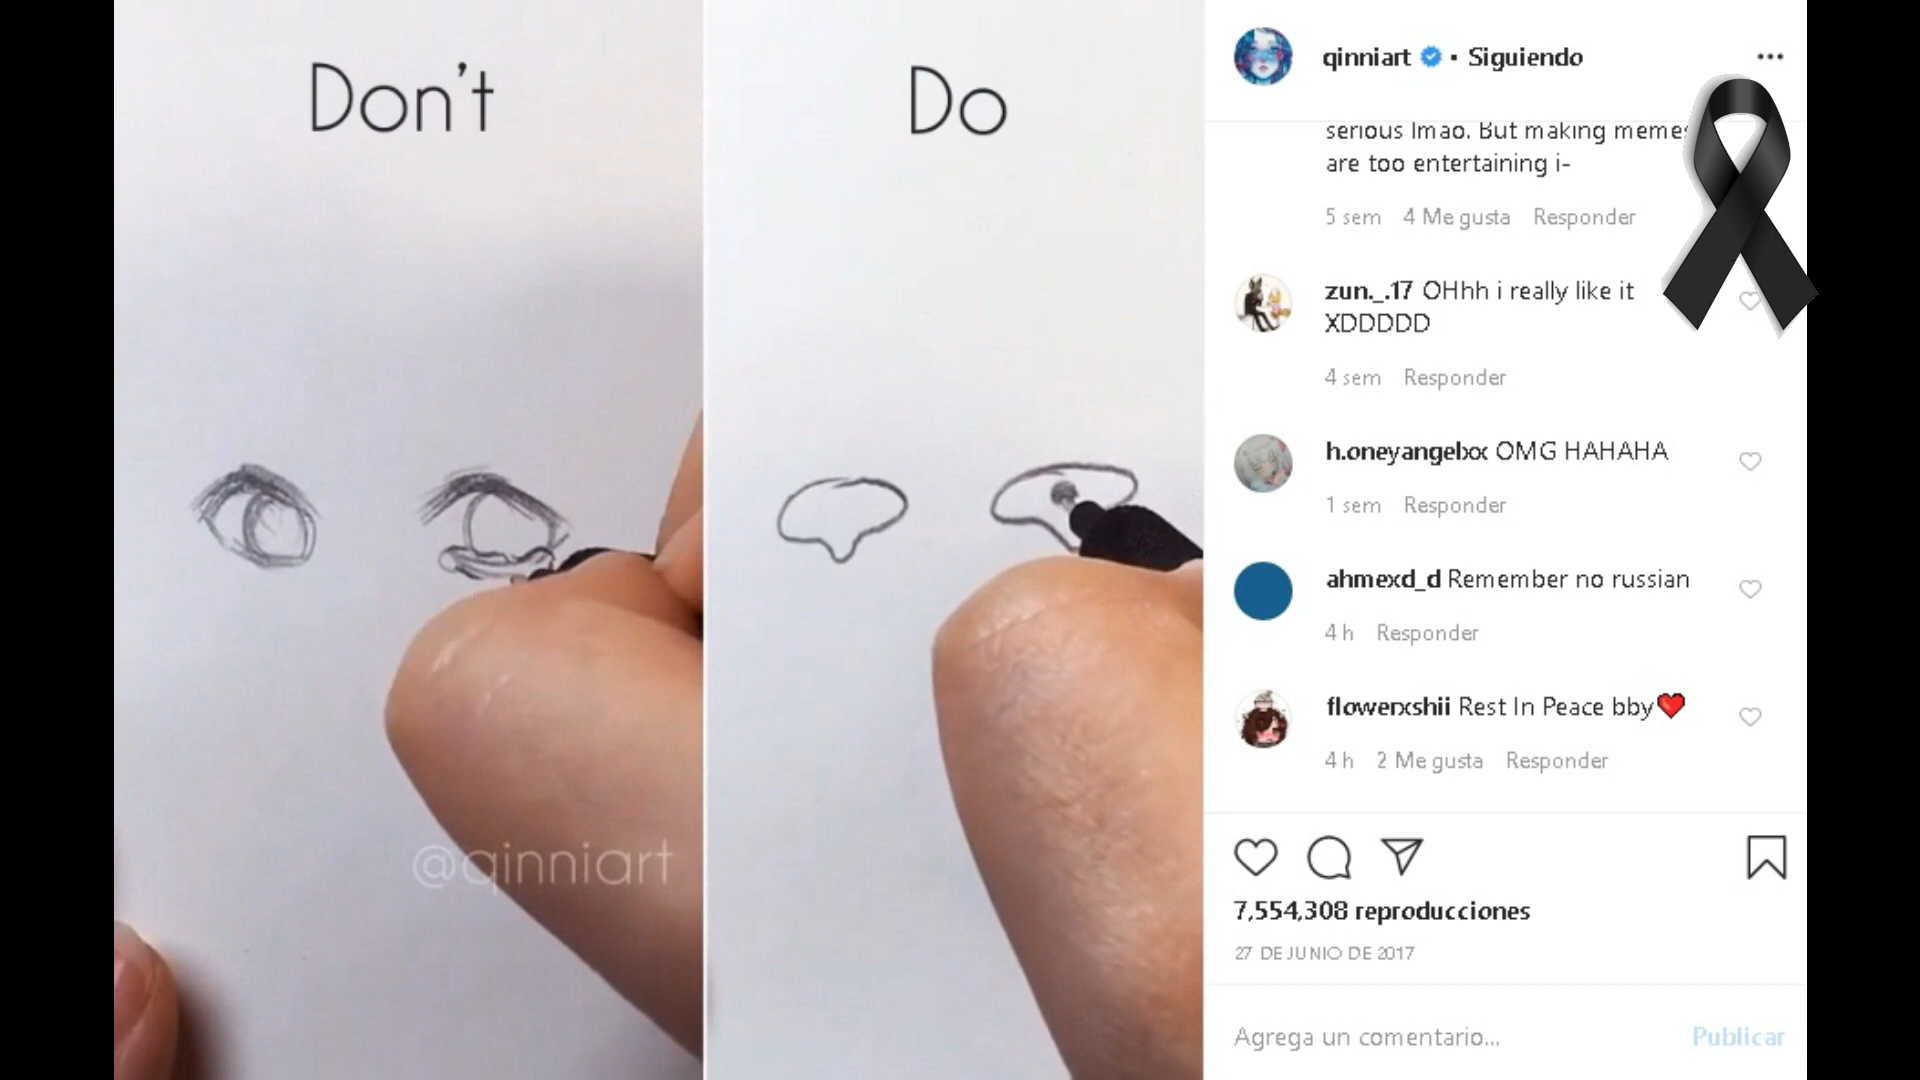 Don't
Do
@qinniart
qinniart • Siguiendo
serious lmao. But making memes
are too entertaining i-
5 sem 4 Me gusta Responder
zun._.17 OHhh i really like it
XDDDDD
4 sem Responder
h.oneyangelxx OMG HAHAHA
1 sem Responder
ahmexd_d Remember no russian
4 h Responder
flowerxshii Rest In Peace bby❤️
4 h 2 Me gusta Responder
7,554,308 reproducciones
27 DE JUNIO DE 2017
Agrega un comentario... Publicar